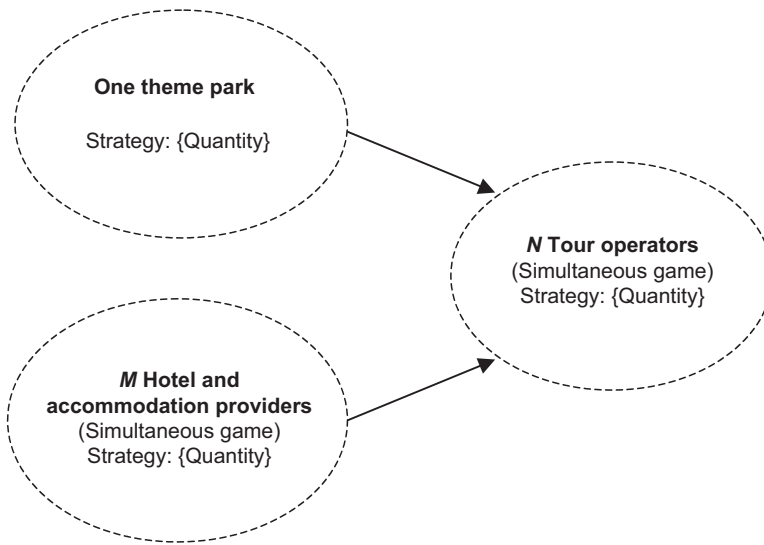 One theme park
Strategy: {Quantity}
N Tour operators
(Simultaneous game)
Strategy: {Quantity}
M Hotel and
accommodation providers
(Simultaneous game)
Strategy: {Quantity}